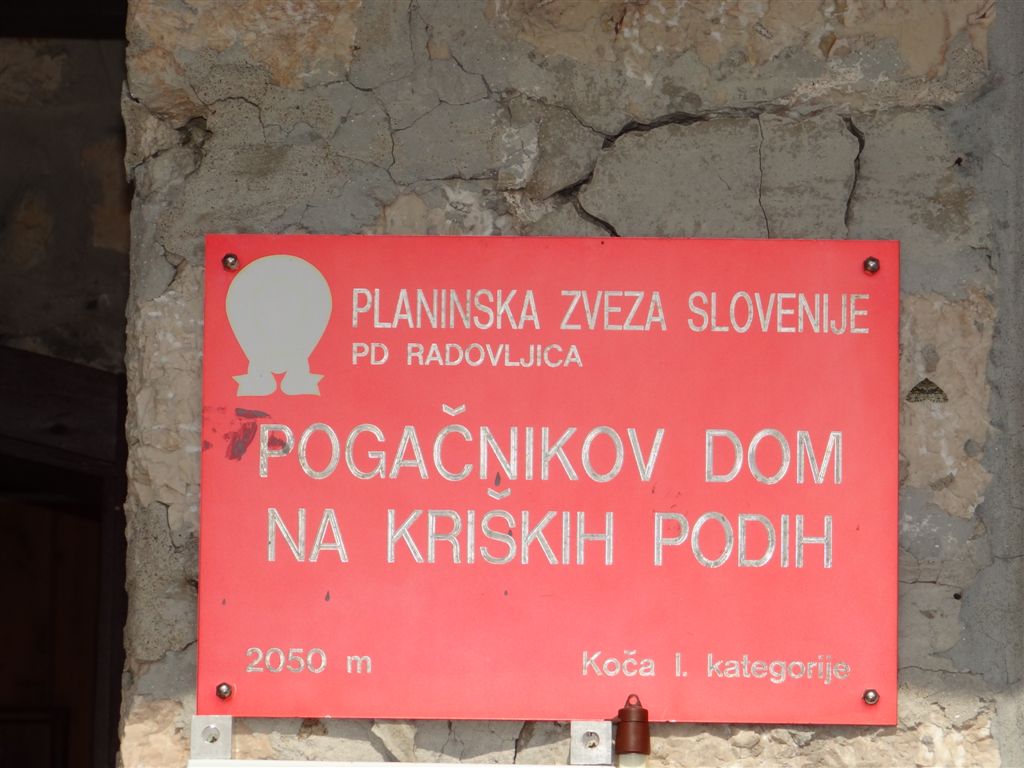 PLANINSKA ZVEZA SLOVENIJE
PD RADOVLJICA
POGAČNIKOV DOM
NA KRIŠKIH PODIH
2050 m
Koča I. kategorije